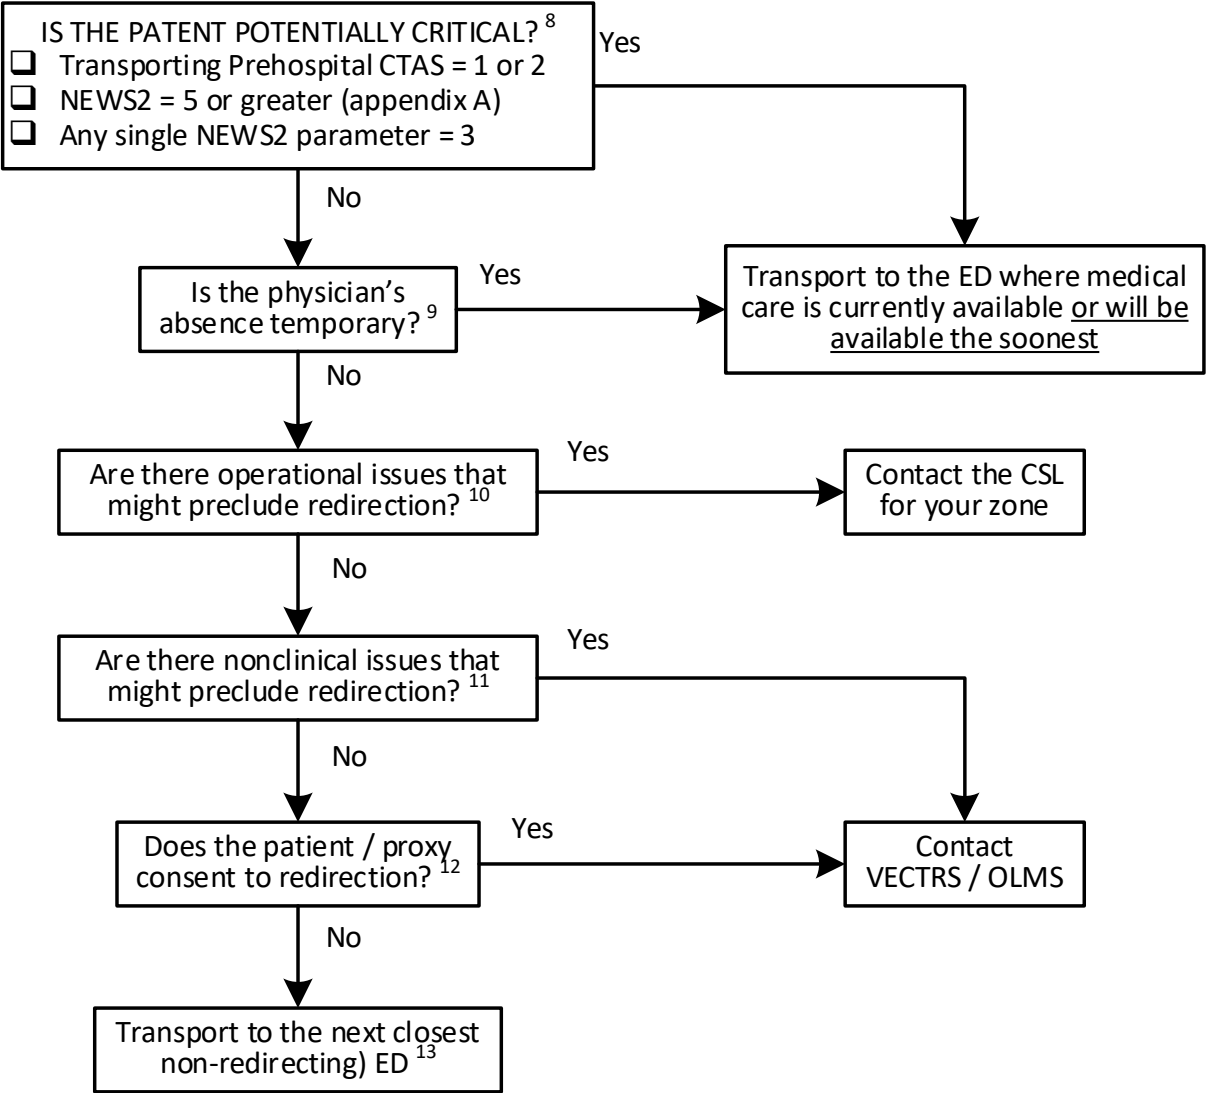 IS THE PATENT POTENTIALLY CRITICAL? 8
Yes
❑ Transporting Prehospital CTAS = 1 or 2
❑ NEWS2 = 5 or greater (appendix A)
❑ Any single NEWS2 parameter = 3
No
Is the physician’s
absence temporary? 9
Yes
Transport to the ED where medical
care is currently available or will be
available the soonest
No
Are there operational issues that
might preclude redirection? 10
Yes
Contact the CSL
for your zone
No
Are there nonclinical issues that
might preclude redirection? 11
Yes
No
Does the patient / proxy
consent to redirection? 12
Yes
Contact
VECTRS / OLMS
No
Transport to the next closest
non-redirecting) ED 13